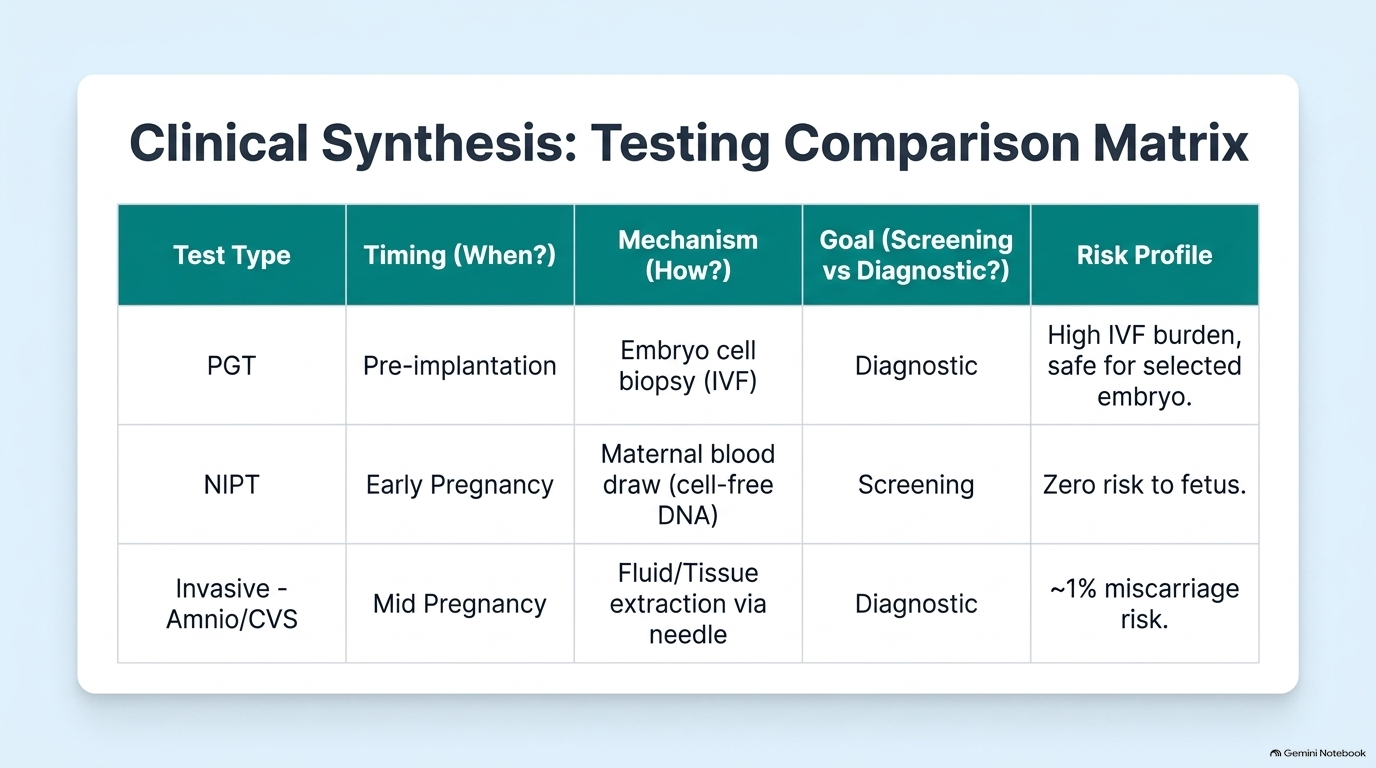 Clinical Synthesis: Testing Comparison Matrix
Test Type
Timing (When?)
Mechanism
(How?)
Goal (Screening
vs Diagnostic?)
Risk Profile
PGT
Pre-implantation
Embryo cell
biopsy (IVF)
Diagnostic
High IVF burden,
safe for selected
embryo.
NIPT
Early Pregnancy
Maternal blood
draw (cell-free
DNA)
Screening
Zero risk to fetus.
Invasive -
Amnio/CVS
Mid Pregnancy
Fluid/Tissue
extraction via
needle
Diagnostic
~1% miscarriage
risk.
Gemini Notebook